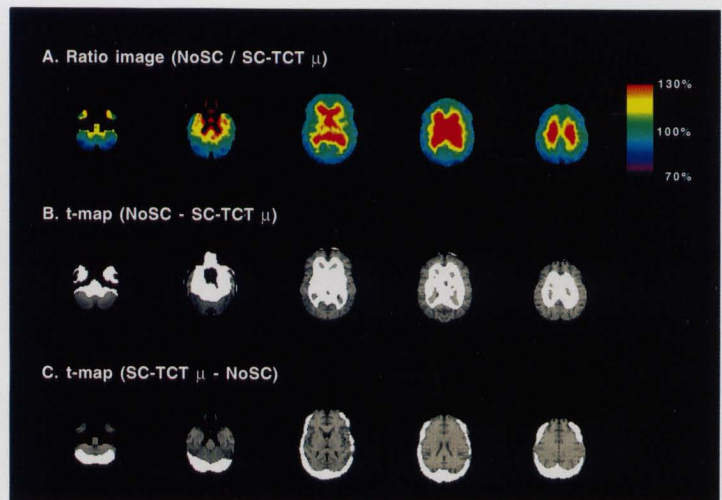 A. Ratio image (NoSC / SC-TCT μ)
130%
100%
70%
B. t-map (NoSC - SC-TCT μ)
C. t-map (SC-TCT μ - NoSC)